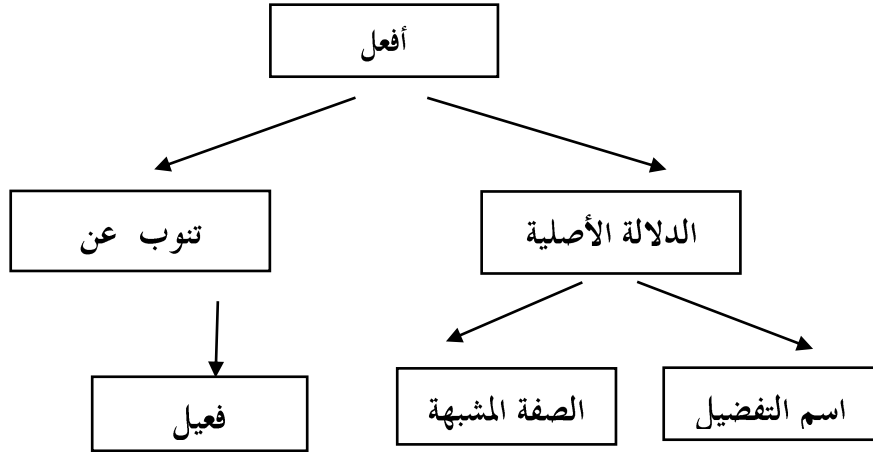 أفعل
الدلالة الأصلية
تنوب عن
اسم التفضيل
الصفة المشبهة
فعيل